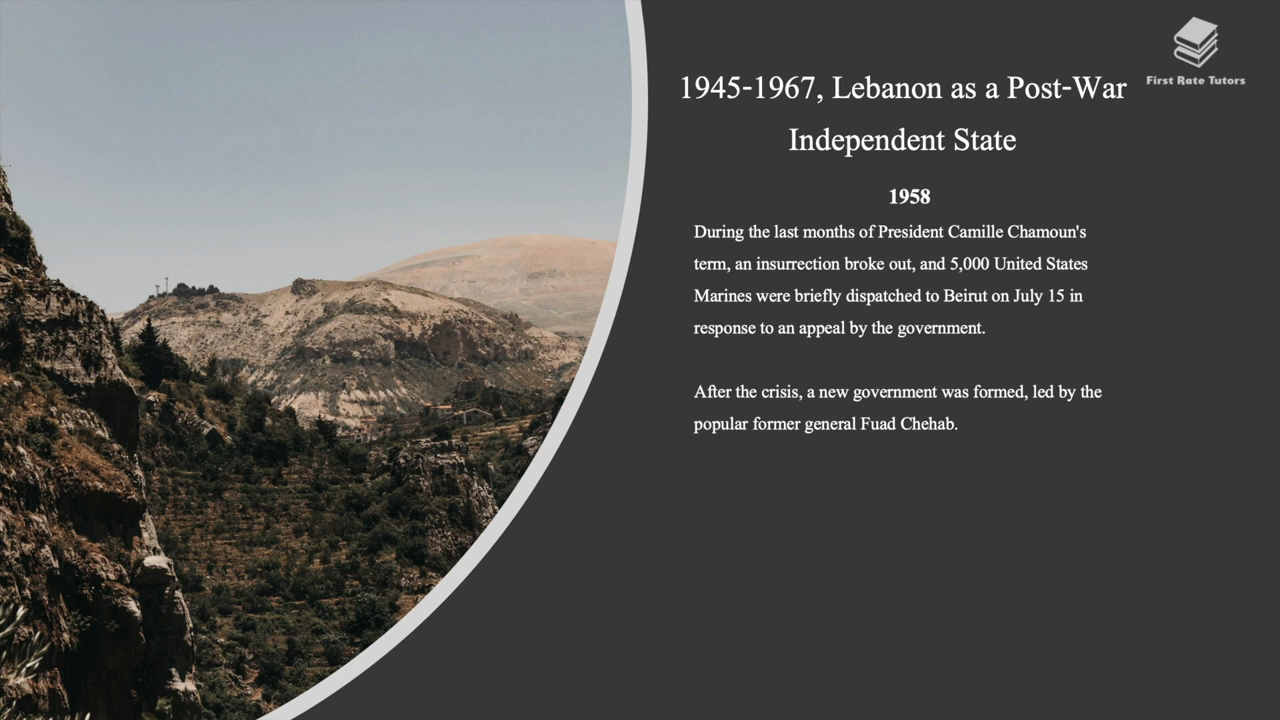 First Rate Tutors
1945-1967, Lebanon as a Post-War
Independent State
1958
During the last months of President Camille Chamoun's
term, an insurrection broke out, and 5,000 United States
Marines were briefly dispatched to Beirut on July 15 in
response to an appeal by the government.
After the crisis, a new government was formed, led by the
popular former general Fuad Chehab.